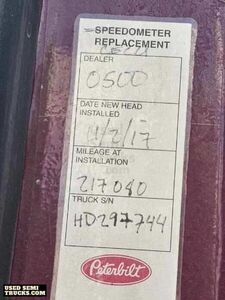 SPEEDOMETER
REPLACEMENT
DEALER
0500
DATE NEW HEAD
INSTALLED
11/2/17
MILEAGE AT
INSTALLATION
217080
TRUCK S/N
HD297744
Peterbilt
USED SEMI
TRUCKS.COM